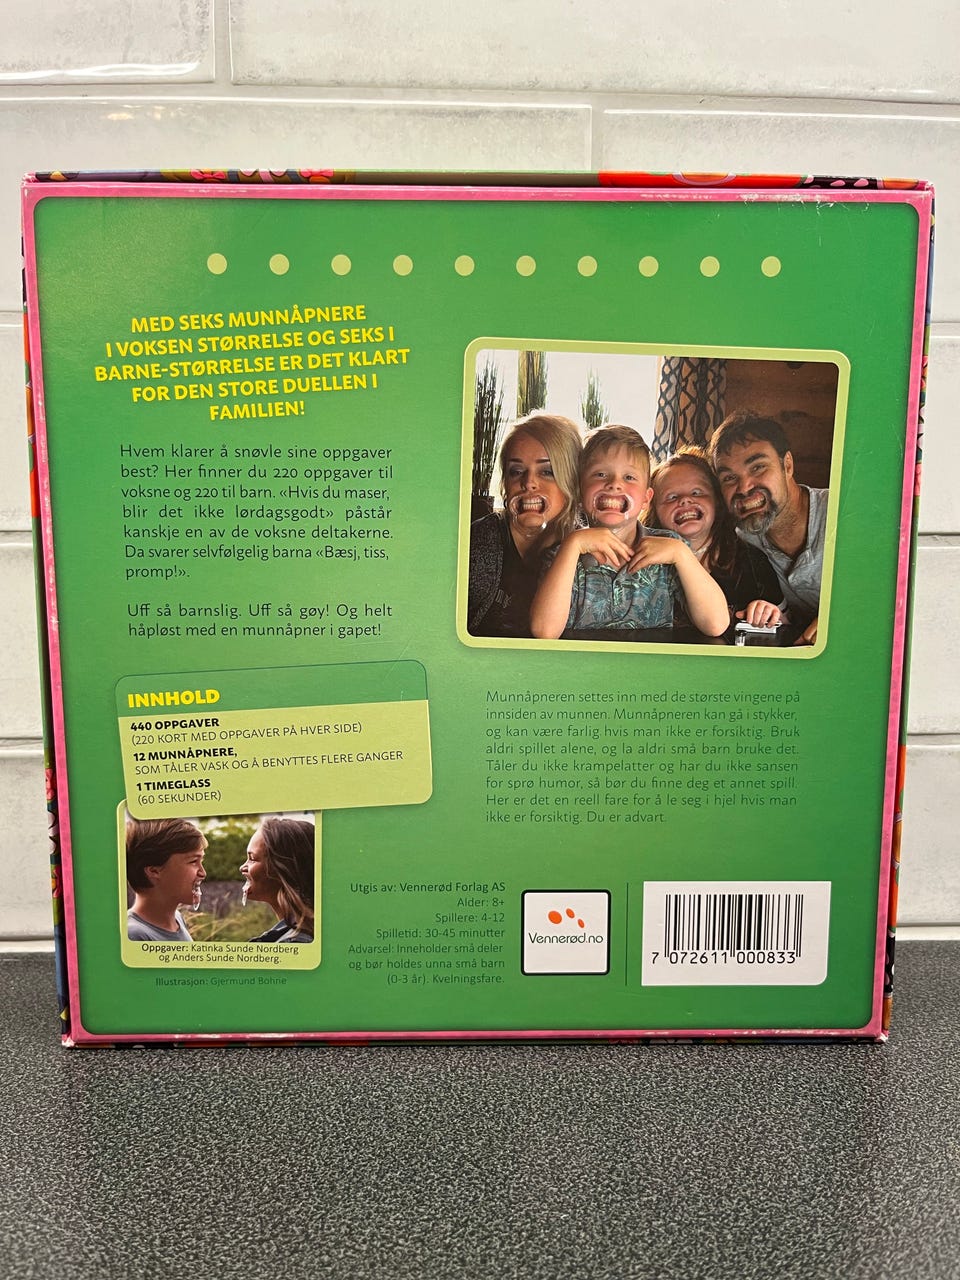 MED SEKS MUNNÅPNERE
I VOKSEN STØRRELSE OG SEKS I
BARNE-STØRRELSE ER DET KLART
FOR DEN STORE DUELLEN I
FAMILIEN!
Hvem klarer å snøvle sine oppgaver
best? Her finner du 220 oppgaver til
voksne og 220 til barn. «Hvis du maser,
blir det ikke lørdagsgodt» påstår
kanskje en av de voksne deltakerne.
Da svarer selvfølgelig barna «Bæsj, tiss,
promp!».
Uff så barnslig. Uff så gøy! Og helt
håpløst med en munnåpner i gapet!
INNHOLD
440 OPPGAVER
(220 KORT MED OPPGAVER PÅ HVER SIDE)
12 MUNNÅPNERE,
SOM TÅLER VASK OG Å BENYTTES FLERE GANGER
1 TIMEGLASS
(60 SEKUNDER)
Oppgaver: Katinka Sunde Nordberg
og Anders Sunde Nordberg.
Illustrasjon: Gjermund Bohne
Munnåpneren settes inn med de største vingene på
innsiden av munnen. Munnåpneren kan gå i stykker,
og kan være farlig hvis man ikke er forsiktig. Bruk
aldri spillet alene, og la aldri små barn bruke det.
Tåler du ikke krampelatter og har du ikke sansen
for sprø humor, så bør du finne deg et annet spill.
Her er det en reell fare for å le seg i hjel hvis man
ikke er forsiktig. Du er advart.
Utgis av: Vennerød Forlag AS
Alder: 8+
Spillere: 4-12
Spilletid: 30-45 minutter
Advarsel: Inneholder små deler
og bør holdes unna små barn
(0-3 år). Kvelningsfare.
Vennerød.no
7 072611 000833